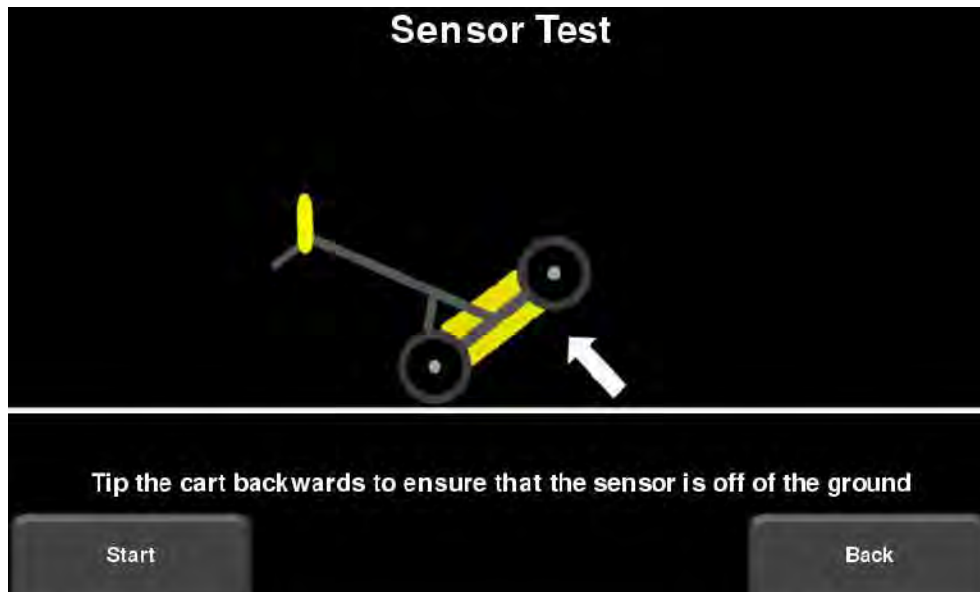 Sensor Test
Tip the cart backwards to ensure that the sensor is off of the ground
Start
Back